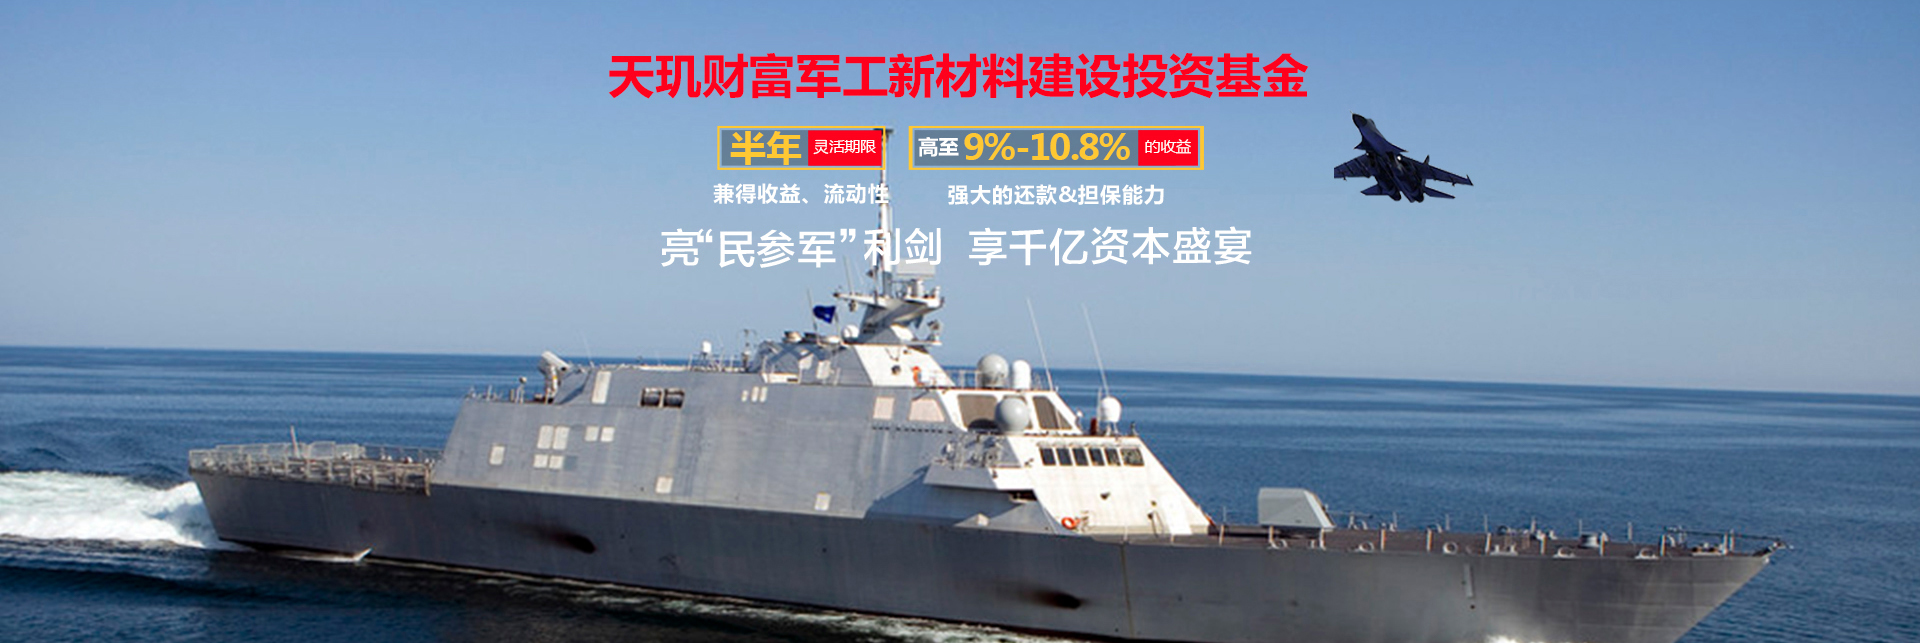 天玑财富军工新材料建设投资基金
半年 灵活期限 高至 9%-10.8% 的收益
兼得收益、流动性 强大的还款&担保能力
亮“民参军”利剑 享千亿资本盛宴